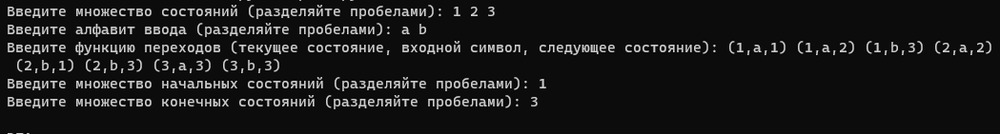 Введите множество состояний (разделяйте пробелами): 1 2 3
Введите алфавит ввода (разделяйте пробелами): a b
Введите функцию переходов (текущее состояние, входной символ, следующее состояние): (1,a,1) (1,a,2) (1,b,3) (2,a,2)
(2,b,1) (2,b,3) (3,a,3) (3,b,3)
Введите множество начальных состояний (разделяйте пробелами): 1
Введите множество конечных состояний (разделяйте пробелами): 3